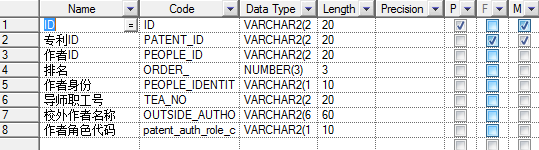 Name Code Data Type Length Precision P F M
1 ID = ID VARCHAR2(2 20
2 专利ID PATENT_ID VARCHAR2(2 20
3 作者ID PEOPLE_ID VARCHAR2(2 20
4 排名 ORDER_ NUMBER(3) 3
5 作者身份 PEOPLE_IDENTIT VARCHAR2(1 10
6 导师职工号 TEA_NO VARCHAR2(2 20
7 校外作者名称 OUTSIDE_AUTHO VARCHAR2(6 60
8 作者角色代码 patent_auth_role_c VARCHAR2(1 10